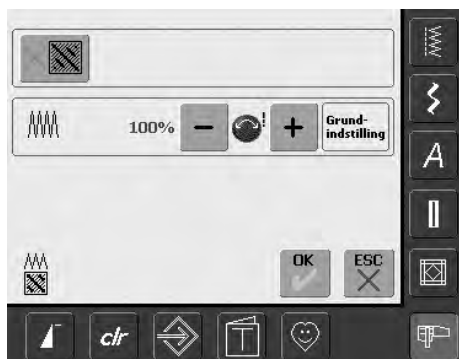 100%
−
!
+
Grund-
indstilling
A
OK
ESC
clr
T